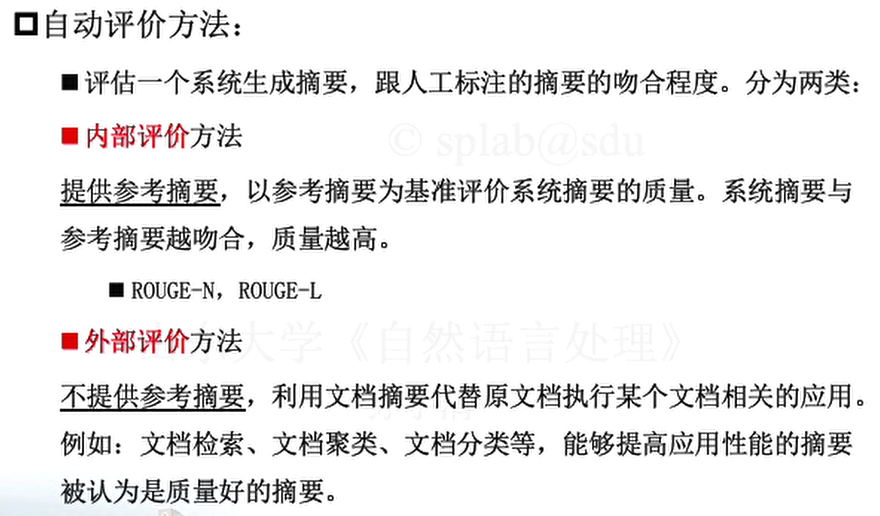 自动评价方法：
评估一个系统生成摘要，跟人工标注的摘要的吻合程度。分为两类：
© splab@sdu
内部评价方法
提供参考摘要，以参考摘要为基准评价系统摘要的质量。系统摘要与
参考摘要越吻合，质量越高。
ROUGE-N，ROUGE-L
大学《自然语言处理》
外部评价方法
不提供参考摘要，利用文档摘要代替原文档执行某个文档相关的应用。
例如：文档检索、文档聚类、文档分类等，能够提高应用性能的摘要
被认为是质量好的摘要。